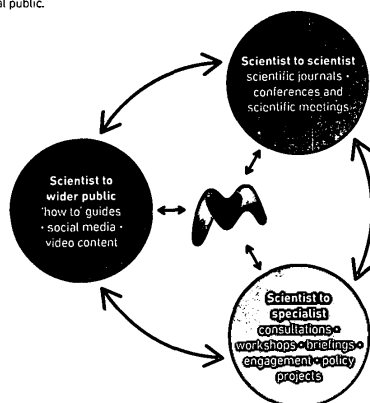 al public.
Scientist to scientist
scientific journals •
conferences and
scientific meetings
Scientist to
wider public
'how to' guides
• social media •
video content
Scientist to
specialist
consultations •
workshops • briefings •
engagement • policy
projects